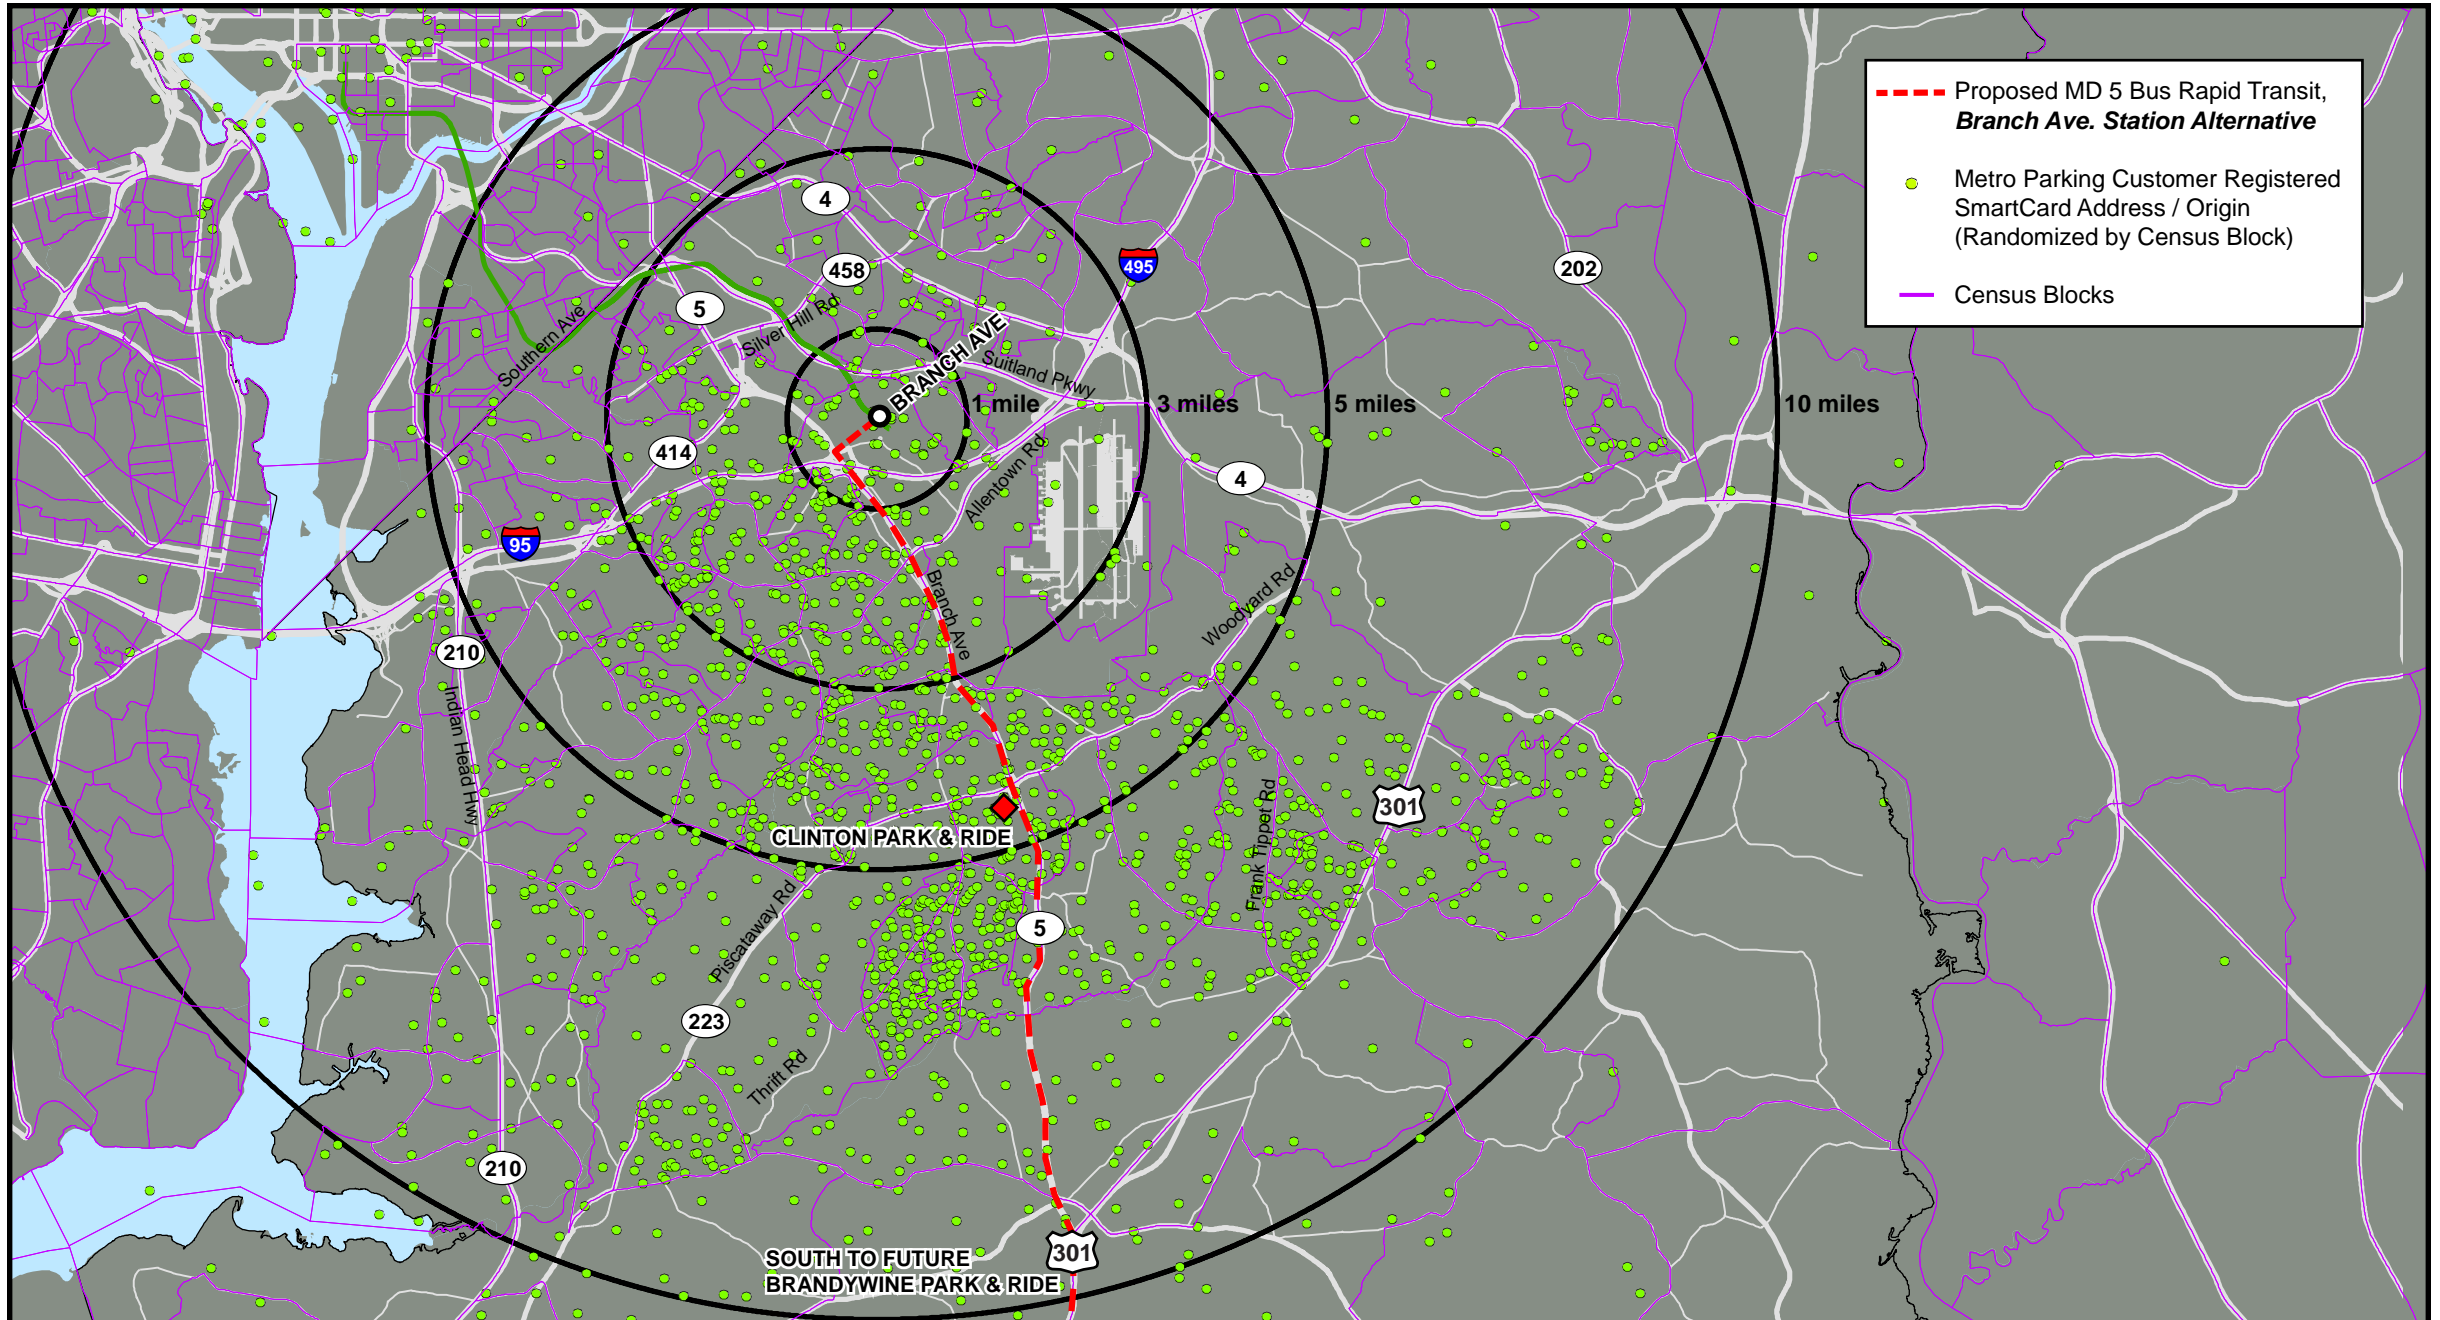 Proposed MD 5 Bus Rapid Transit,
Branch Ave. Station Alternative
Metro Parking Customer Registered
SmartCard Address / Origin
(Randomized by Census Block)
Census Blocks
4
458
495
202
5
Silver Hill Rd
Southern Ave
BRANCH AVE
Suitland Pkwy
1 mile
3 miles
5 miles
10 miles
414
Allentown Rd
4
95
Branch Ave
Woodyard Rd
210
Indian Head Hwy
301
Frank Tippet Rd
CLINTON PARK & RIDE
Piscataway Rd
5
223
Thrift Rd
210
301
SOUTH TO FUTURE
BRANDYWINE PARK & RIDE